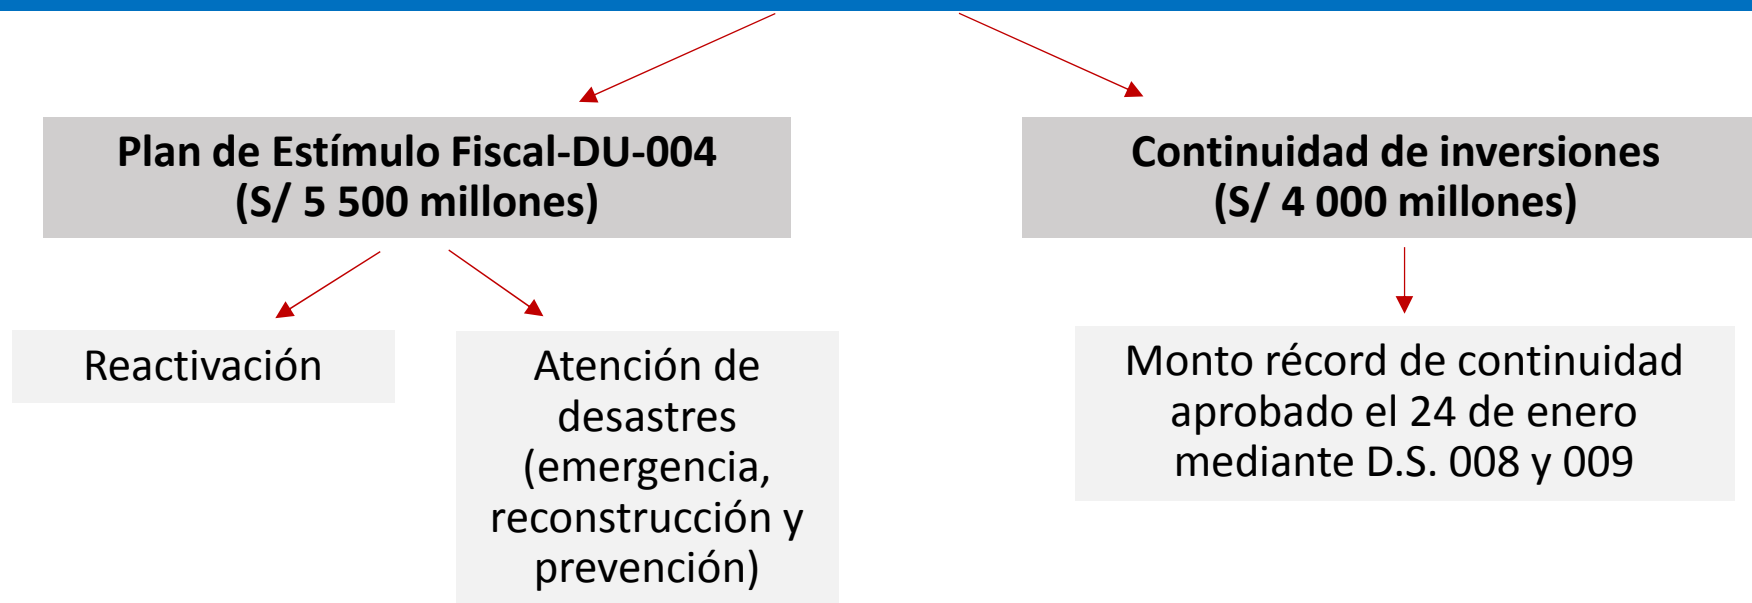 Plan de Estímulo Fiscal-DU-004
(S/ 5 500 millones)
Continuidad de inversiones
(S/ 4 000 millones)
Reactivación
Atención de
desastres
(emergencia,
reconstrucción y
prevención)
Monto récord de continuidad
aprobado el 24 de enero
mediante D.S. 008 y 009